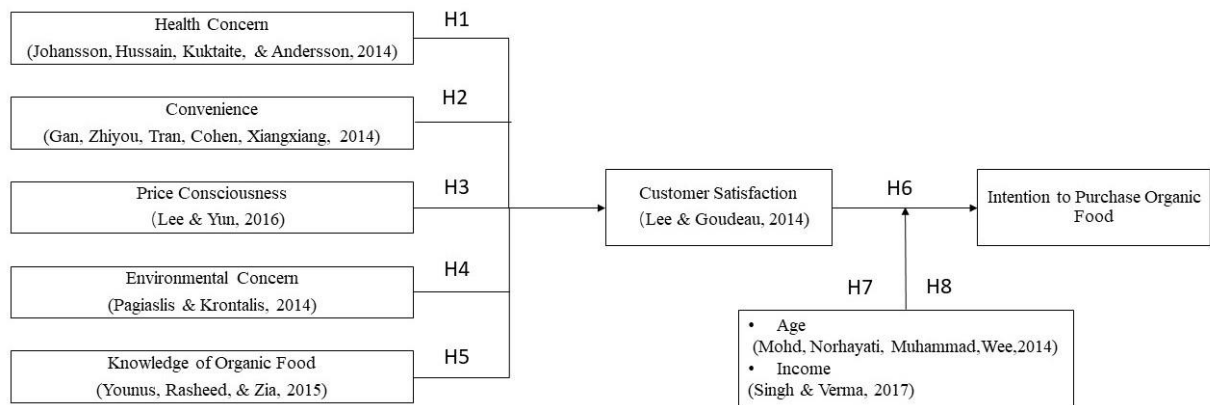 Health Concern
(Johansson, Hussain, Kuktaite, & Andersson, 2014)
H1
Convenience
(Gan, Zhiyou, Tran, Cohen, Xiangxiang, 2014)
H2
Price Consciousness
(Lee & Yun, 2016)
H3
Environmental Concern
(Pagiaslis & Krontalis, 2014)
H4
Knowledge of Organic Food
(Younus, Rasheed, & Zia, 2015)
H5
Customer Satisfaction
(Lee & Goudeau, 2014)
H6
Intention to Purchase Organic
Food
H7
H8
• Age
(Mohd, Norhayati, Muhammad,Wee,2014)
• Income
(Singh & Verma, 2017)